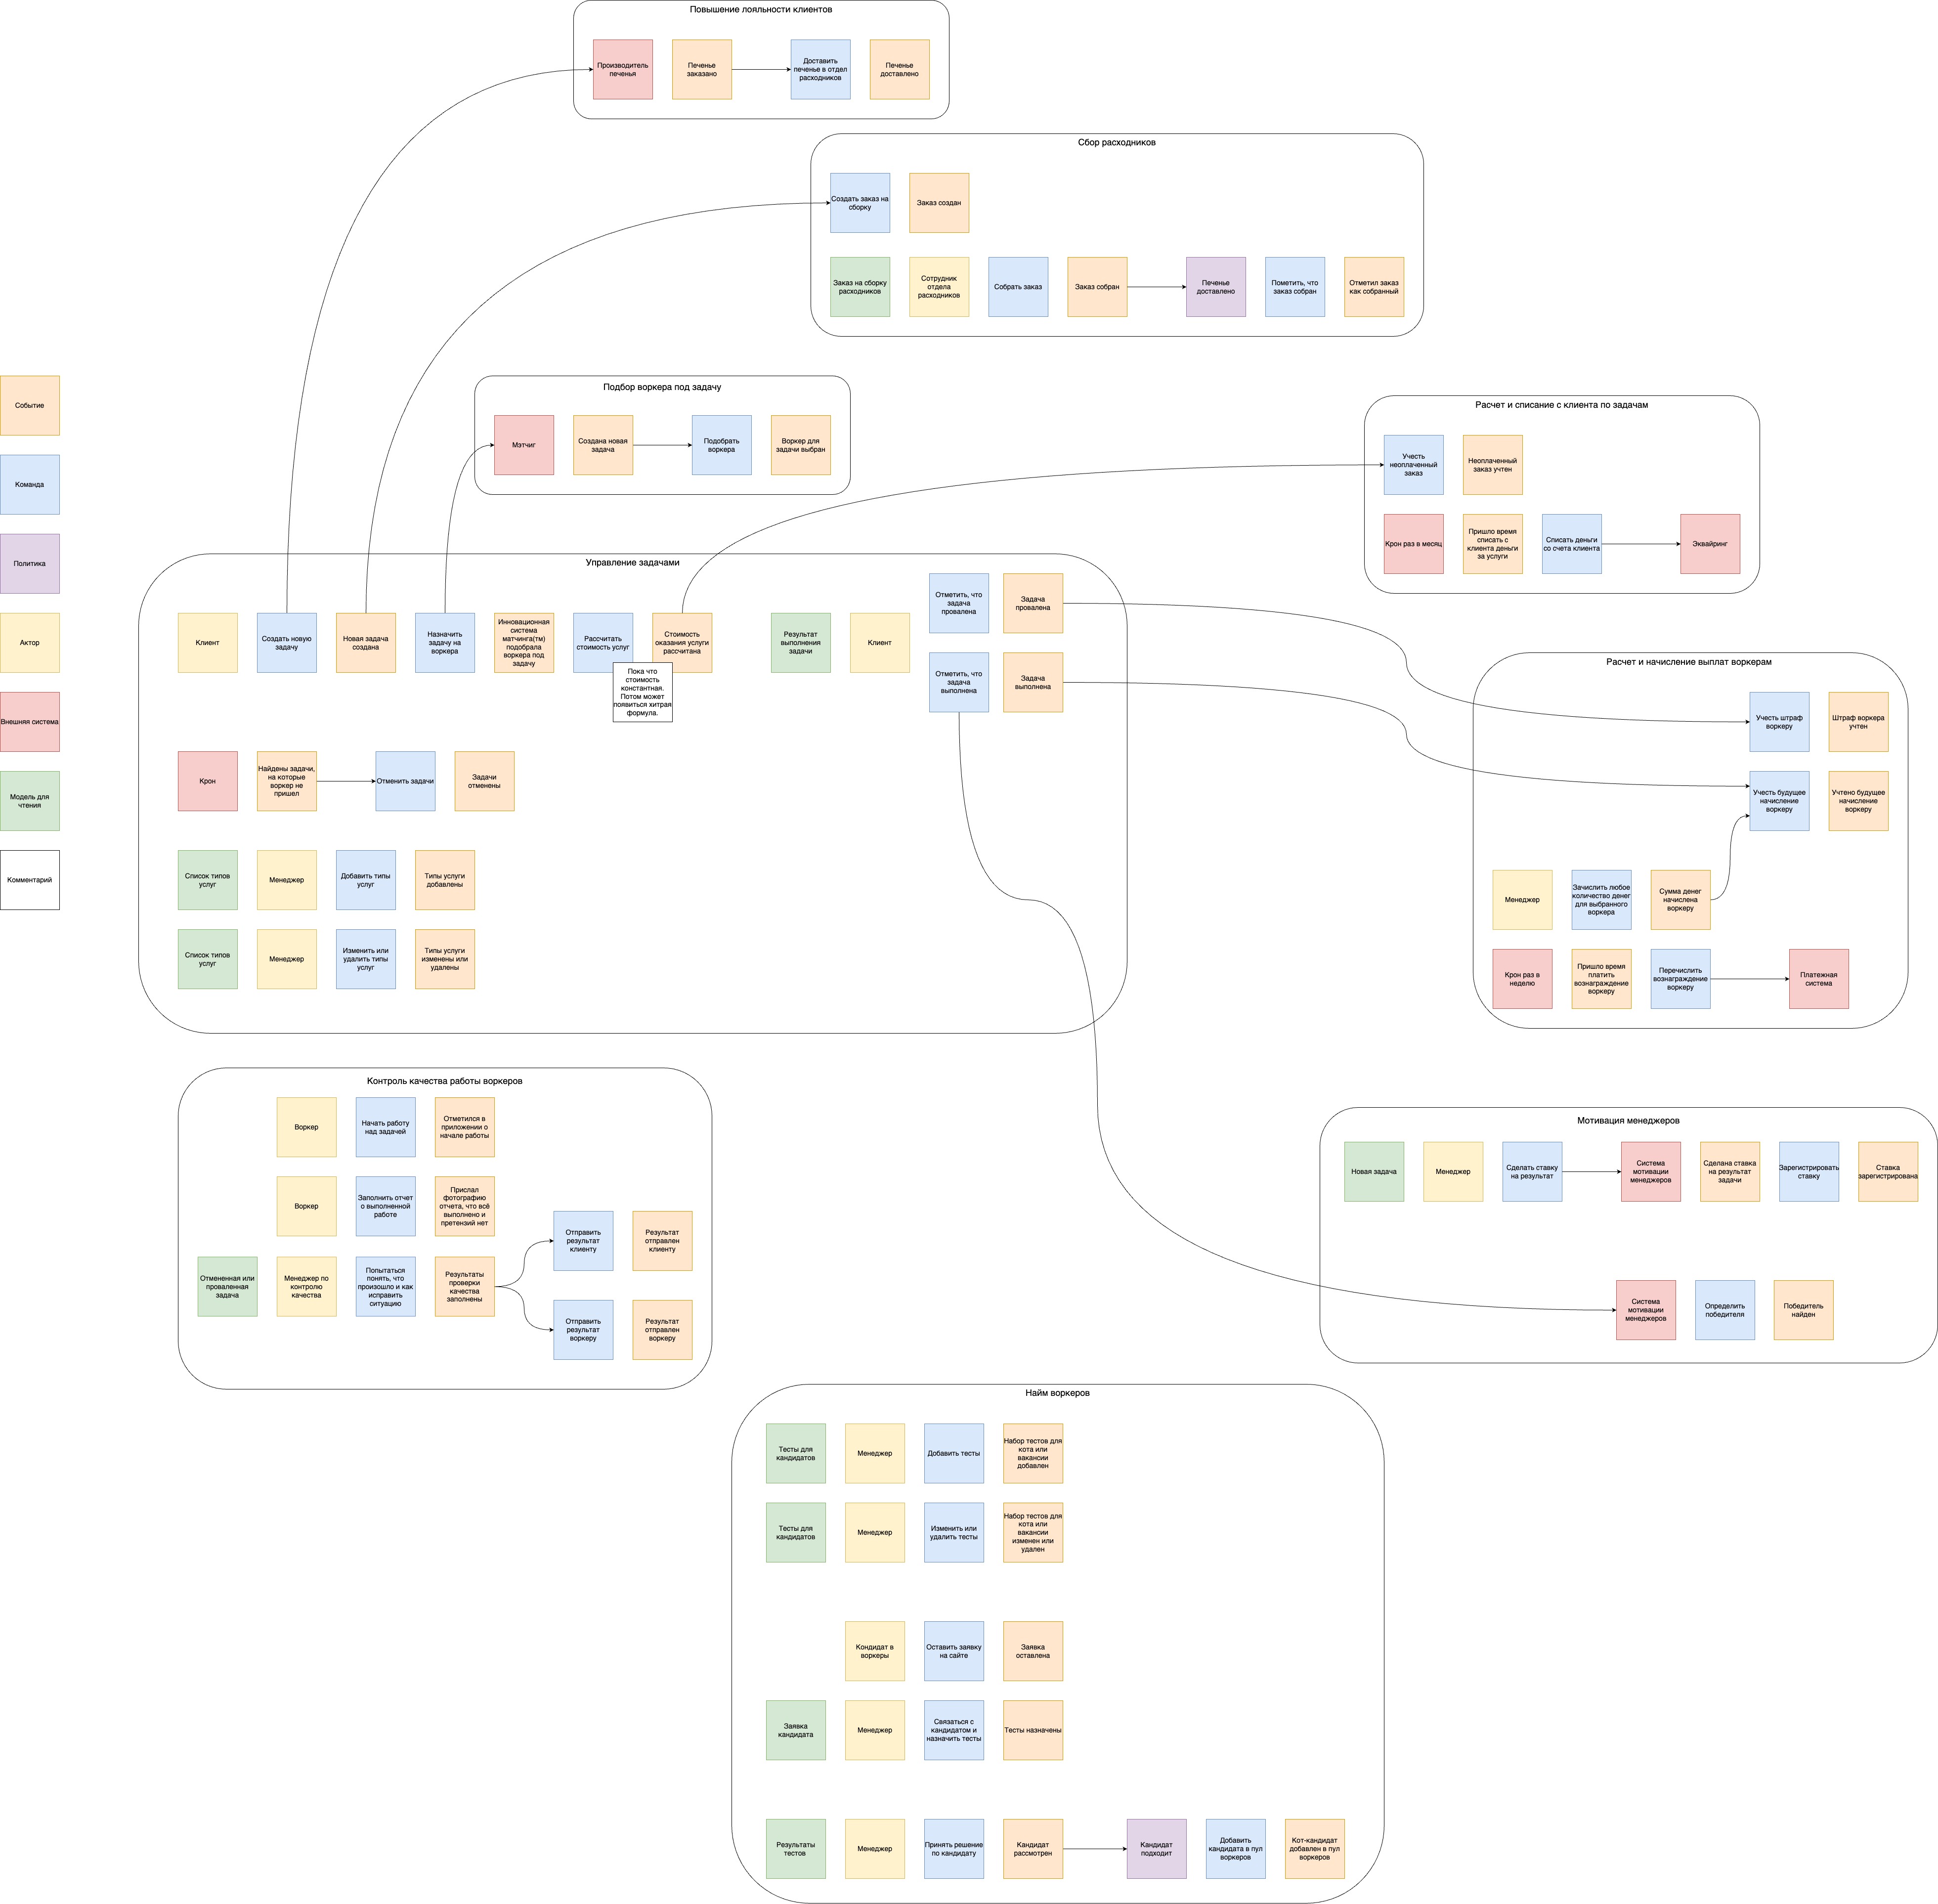 Повышение лояльности клиентов
Производитель
печенья
Печенье
заказано
Доставить
печенье в отдел
расходников
Печенье
доставлено
Сбор расходников
Создать заказ на
сборку
Заказ создан
Заказ на сборку
расходников
Сотрудник
отдела
расходников
Собрать заказ
Заказ собран
Печенье
доставлено
Пометить, что
заказ собран
Отметил заказ
как собранный
Событие
Команда
Политика
Актор
Внешняя система
Модель для
чтения
Комментарий
Подбор воркера под задачу
Мэтчиг
Создана новая
задача
Подобрать
воркера
Воркер для
задачи выбран
Расчет и списание с клиента по задачам
Учесть
неоплаченный
заказ
Неоплаченный
заказ учтен
Крон раз в месяц
Пришло время
списать с
клиента деньги
за услуги
Списать деньги
со счета клиента
Эквайринг
Управление задачами
Клиент
Создать новую
задачу
Новая задача
создана
Назначить
задачу на
воркера
Инновационная
система
матчинга(тм)
подобрала
воркера под
задачу
Рассчитать
стоимость услуг
Стоимость
оказания услуги
рассчитана
Пока что
стоимость
константная.
Потом может
появиться хитрая
формула.
Результат
выполнения
задачи
Клиент
Отметить, что
задача
провалена
Задача
провалена
Отметить, что
задача
выполнена
Задача
выполнена
Крон
Найдены задачи,
на которые
воркер не
пришел
Отменить задачи
Задачи
отменены
Список типов
услуг
Менеджер
Добавить типы
услуг
Типы услуги
добавлены
Список типов
услуг
Менеджер
Изменить или
удалить типы
услуг
Типы услуги
изменены или
удалены
Расчет и начисление выплат воркерам
Учесть штраф
воркеру
Штраф воркера
учтен
Учесть будущее
начисление
воркеру
Учтено будущее
начисление
воркеру
Менеджер
Зачислить любое
количество денег
для выбранного
воркера
Сумма денег
начислена
воркеру
Крон раз в
неделю
Пришло время
платить
вознаграждение
воркеру
Перечислить
вознаграждение
воркеру
Платежная
система
Контроль качества работы воркеров
Воркер
Начать работу
над задачей
Отметился в
приложении о
начале работы
Воркер
Заполнить отчет
о выполненной
работе
Прислал
фотографию
отчета, что всё
выполнено и
претензий нет
Отмененная или
проваленная
задача
Менеджер по
контролю
качества
Попытаться
понять, что
произошло и как
исправить
ситуацию
Результаты
проверки
качества
заполнены
Отправить
результат
клиенту
Результат
отправлен
клиенту
Отправить
результат
воркеру
Результат
отправлен
воркеру
Мотивация менеджеров
Новая задача
Менеджер
Сделать ставку
на результат
Система
мотивации
менеджеров
Сделана ставка
на результат
задачи
Зарегистрировать
ставку
Ставка
зарегистрирована
Система
мотивации
менеджеров
Определить
победителя
Победитель
найден
Найм воркеров
Тесты для
кандидатов
Менеджер
Добавить тесты
Набор тестов для
кота или
вакансии
добавлен
Тесты для
кандидатов
Менеджер
Изменить или
удалить тесты
Набор тестов для
кота или
вакансии
изменен или
удален
Кондидат в
воркеры
Оставить заявку
на сайте
Заявка
оставлена
Заявка
кандидата
Менеджер
Связаться с
кандидатом и
назначить тесты
Тесты назначены
Результаты
тестов
Менеджер
Принять решение
по кандидату
Кандидат
рассмотрен
Кандидат
подходит
Добавить
кандидата в пул
воркеров
Кот-кандидат
добавлен в пул
воркеров